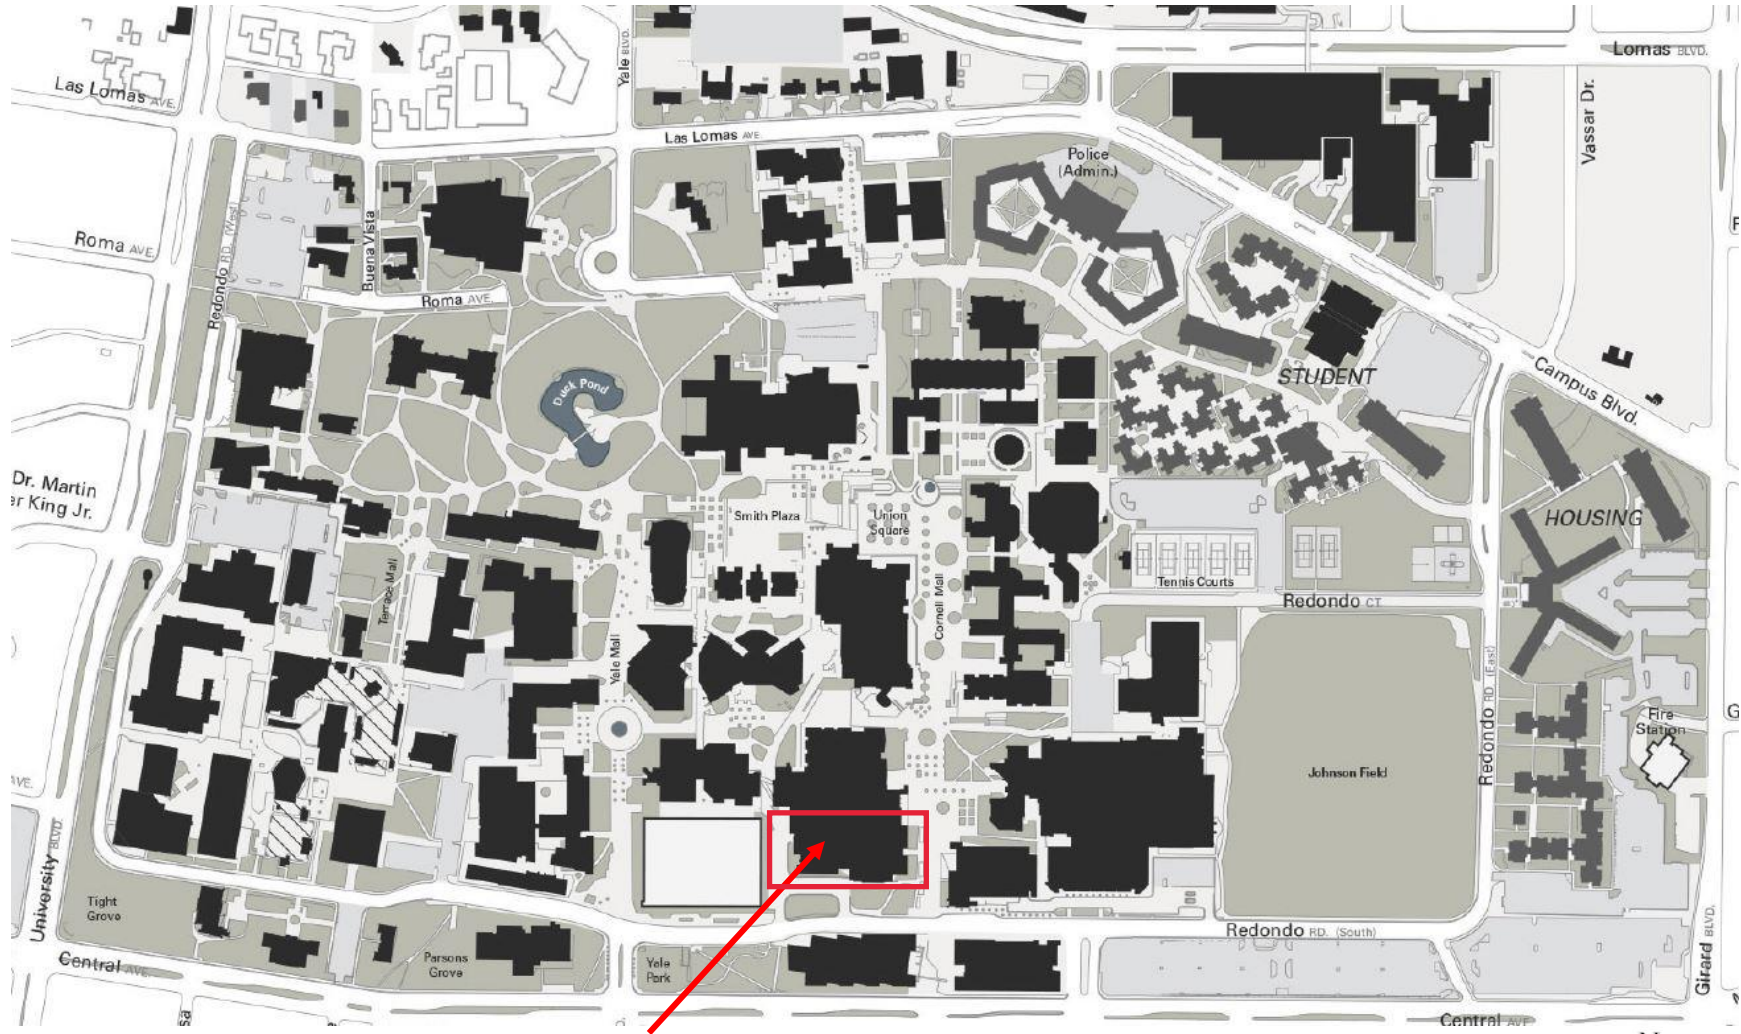 Lomas BLVD.
Yale BLVD.
Las Lomas AVE.
Vassar Dr.
Las Lomas AVE.
Police
(Admin.)
Roma AVE.
Redondo RD. (West)
Buena Vista
Roma AVE.
Duck Pond
STUDENT
Campus Blvd.
Dr. Martin
er King Jr.
Smith Plaza
Union
Square
HOUSING
Terrace Mall
Tennis Courts
Cornell Mall
Redondo CT.
Yale Mall
Redondo RD. (East)
Fire
Station
G
Johnson Field
AVE.
University BLVD.
Tight
Grove
Redondo RD. (South)
Central AVE.
Parsons
Grove
Yale
Park
Girard BLVD.
Central AVE
sa